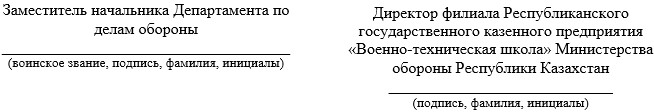 Заместитель начальника Департамента по
делам обороны
(воинское звание, подпись, фамилия, инициалы)
Директор филиала Республиканского
государственного казенного предприятия
«Военно-техническая школа» Министерства
обороны Республики Казахстан
(подпись, фамилия, инициалы)